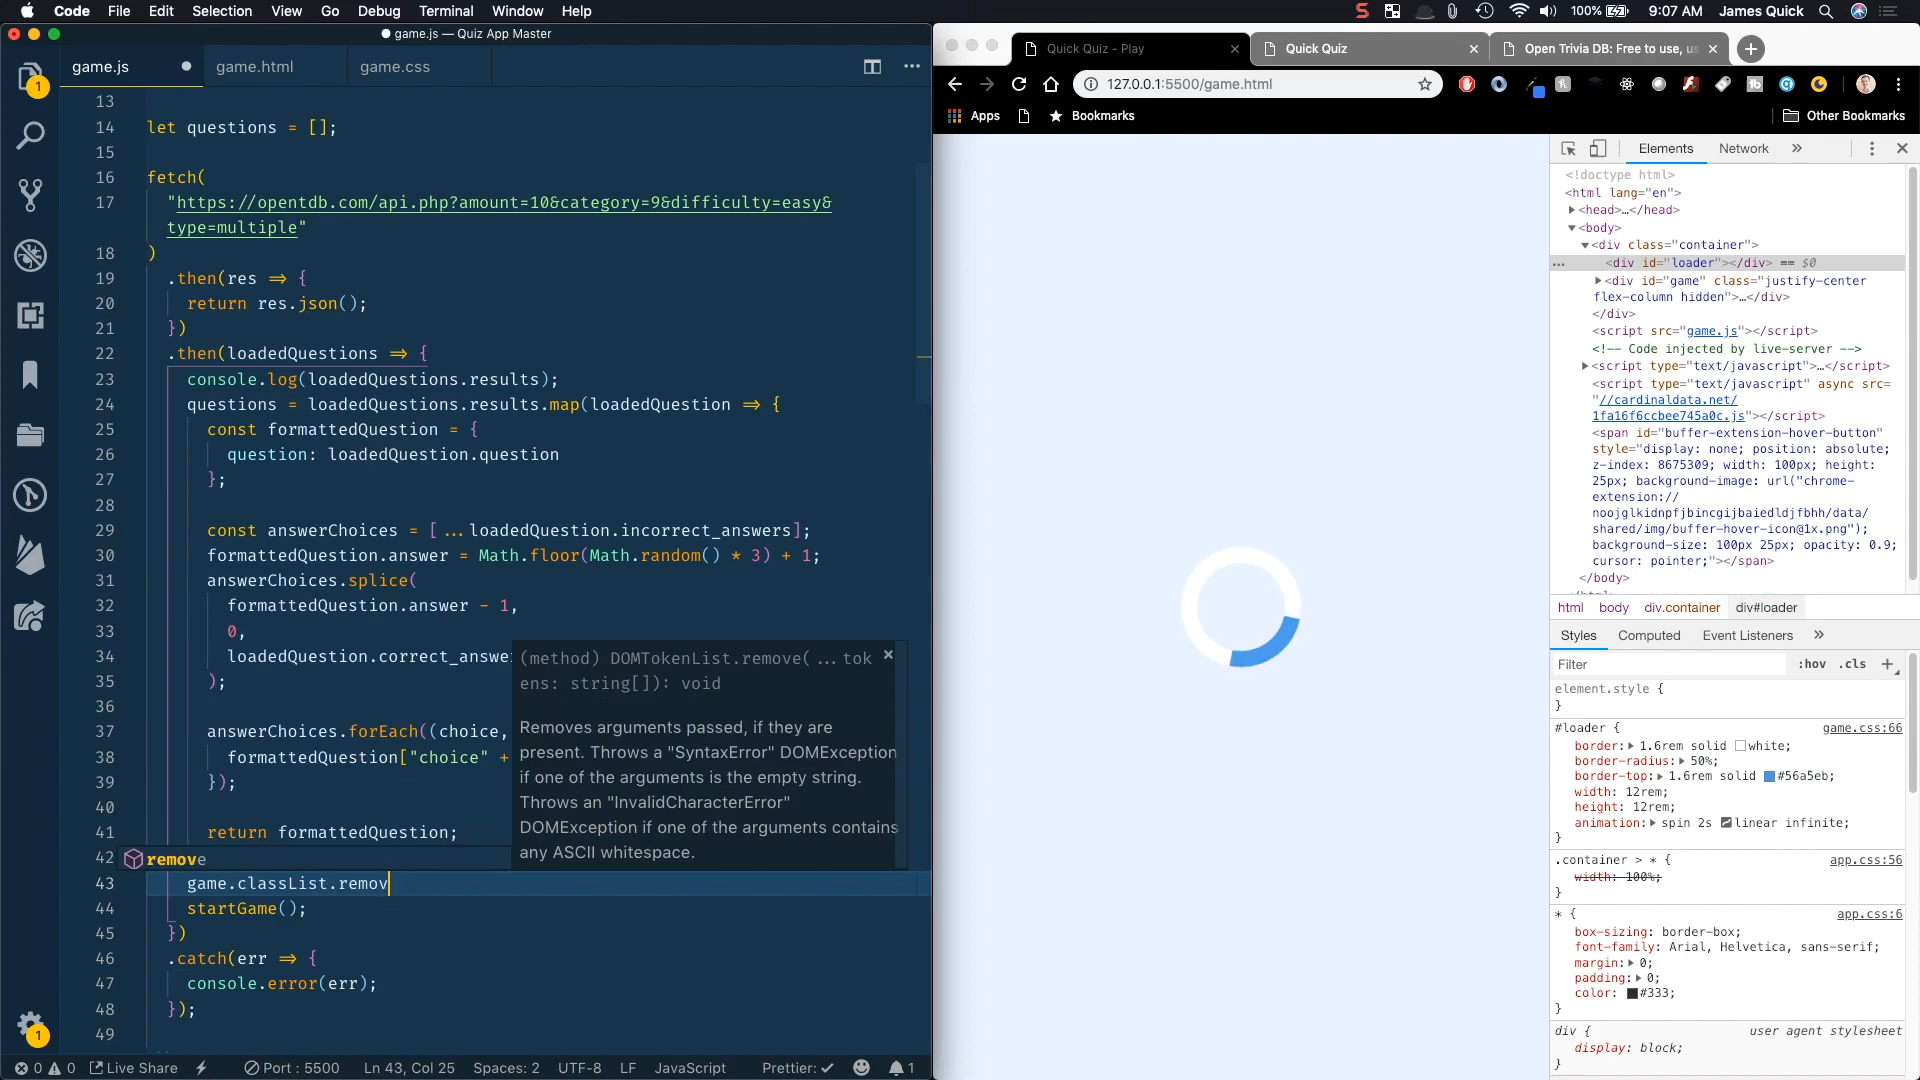 Code File Edit Selection View Go Debug Terminal Window Help 100% 9:07 AM James Quick
game.js — Quiz App Master
game.js game.html game.css
13
14 let questions = [];
15
16 fetch(
17 "https://opentdb.com/api.php?amount=10&category=9&difficulty=easy&
type=multiple"
18 )
19 .then(res => {
20 return res.json();
21 })
22 .then(loadedQuestions => {
23 console.log(loadedQuestions.results);
24 questions = loadedQuestions.results.map(loadedQuestion => {
25 const formattedQuestion = {
26 question: loadedQuestion.question
27 };
28
29 const answerChoices = [...loadedQuestion.incorrect_answers];
30 formattedQuestion.answer = Math.floor(Math.random() * 3) + 1;
31 answerChoices.splice(
32 formattedQuestion.answer - 1,
33 0,
34 loadedQuestion.correct_answe
35 );
36
37 answerChoices.forEach((choice,
38 formattedQuestion["choice" +
39 });
40
41 return formattedQuestion;
42
43 game.classList.remov
44 startGame();
45 })
46 .catch(err => {
47 console.error(err);
48 });
49
remove
(method) DOMTokenList.remove(...tok
ens: string[]): void
Removes arguments passed, if they are
present. Throws a "SyntaxError" DOMException
if one of the arguments is the empty string.
Throws an "InvalidCharacterError"
DOMException if one of the arguments contains
any ASCII whitespace.
1
1
0 0 Live Share Port : 5500 Ln 43, Col 25 Spaces: 2 UTF-8 LF JavaScript Prettier: ✓ 1
Quick Quiz - Play Quick Quiz Open Trivia DB: Free to use, us
127.0.0.1:5500/game.html
Apps Bookmarks Other Bookmarks
Elements Network »
<!doctype html>
<html lang="en">
<head>…</head>
<body>
<div class="container">
… <div id="loader"></div> == $0
<div id="game" class="justify-center
flex-column hidden">…</div>
</div>
<script src="game.js"></script>
<!-- Code injected by live-server -->
<script type="text/javascript">…</script>
<script type="text/javascript" async src=
"//cardinaldata.net/
1fa16f6ccbee745a0c.js"></script>
<span id="buffer-extension-hover-button"
style="display: none; position: absolute;
z-index: 8675309; width: 100px; height:
25px; background-image: url("chrome-
extension://
noojglkidnpfjbincgijbaiedldjfbhh/data/
shared/img/buffer-hover-icon@1x.png");
background-size: 100px 25px; opacity: 0.9;
cursor: pointer;"></span>
</body>
html body div.container div#loader
Styles Computed Event Listeners »
Filter :hov .cls +
element.style {
}
#loader { game.css:66
border: 1.6rem solid white;
border-radius: 50%;
border-top: 1.6rem solid #56a5eb;
width: 12rem;
height: 12rem;
animation: spin 2s linear infinite;
}
.container > * { app.css:56
width: 100%;
}
* { app.css:6
box-sizing: border-box;
font-family: Arial, Helvetica, sans-serif;
margin: 0;
padding: 0;
color: #333;
}
div { user agent stylesheet
display: block;
}